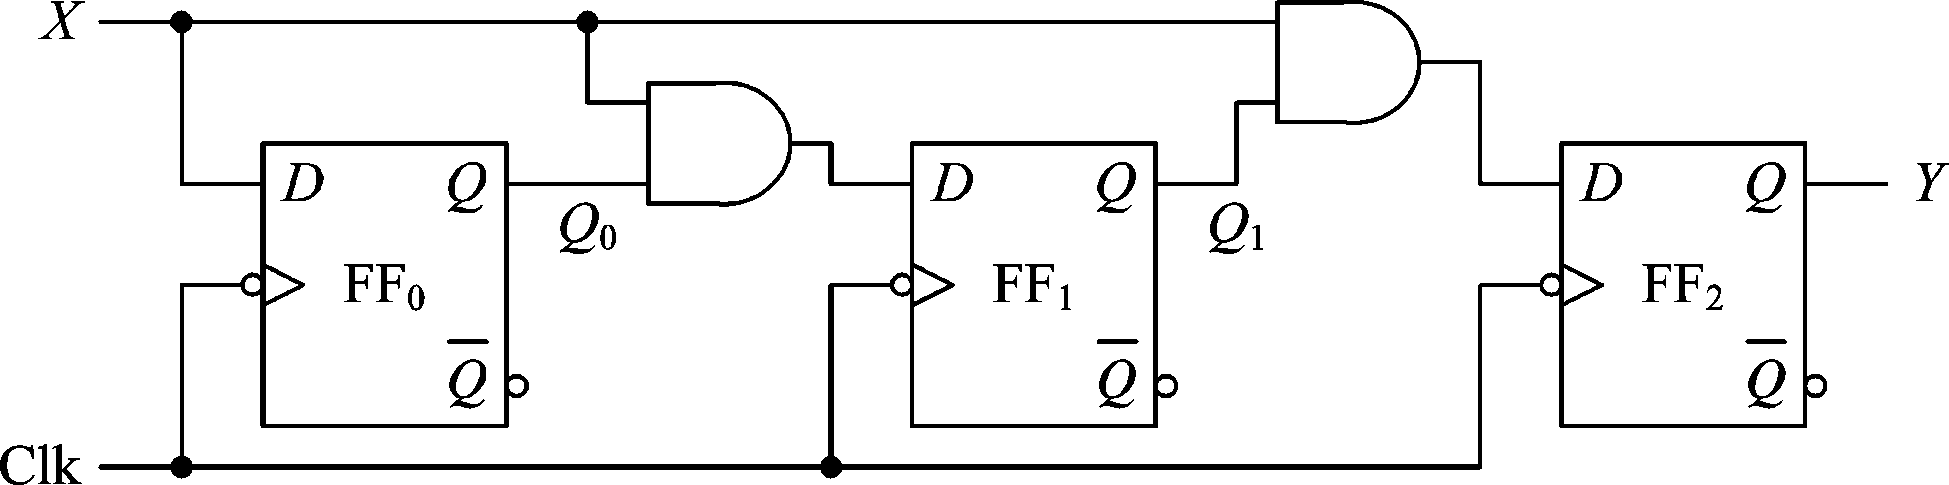 X
D Q
Q₀
FF₀
Q̅
D Q
Q₁
FF₁
Q̅
D Q
Y
FF₂
Q̅
Clk